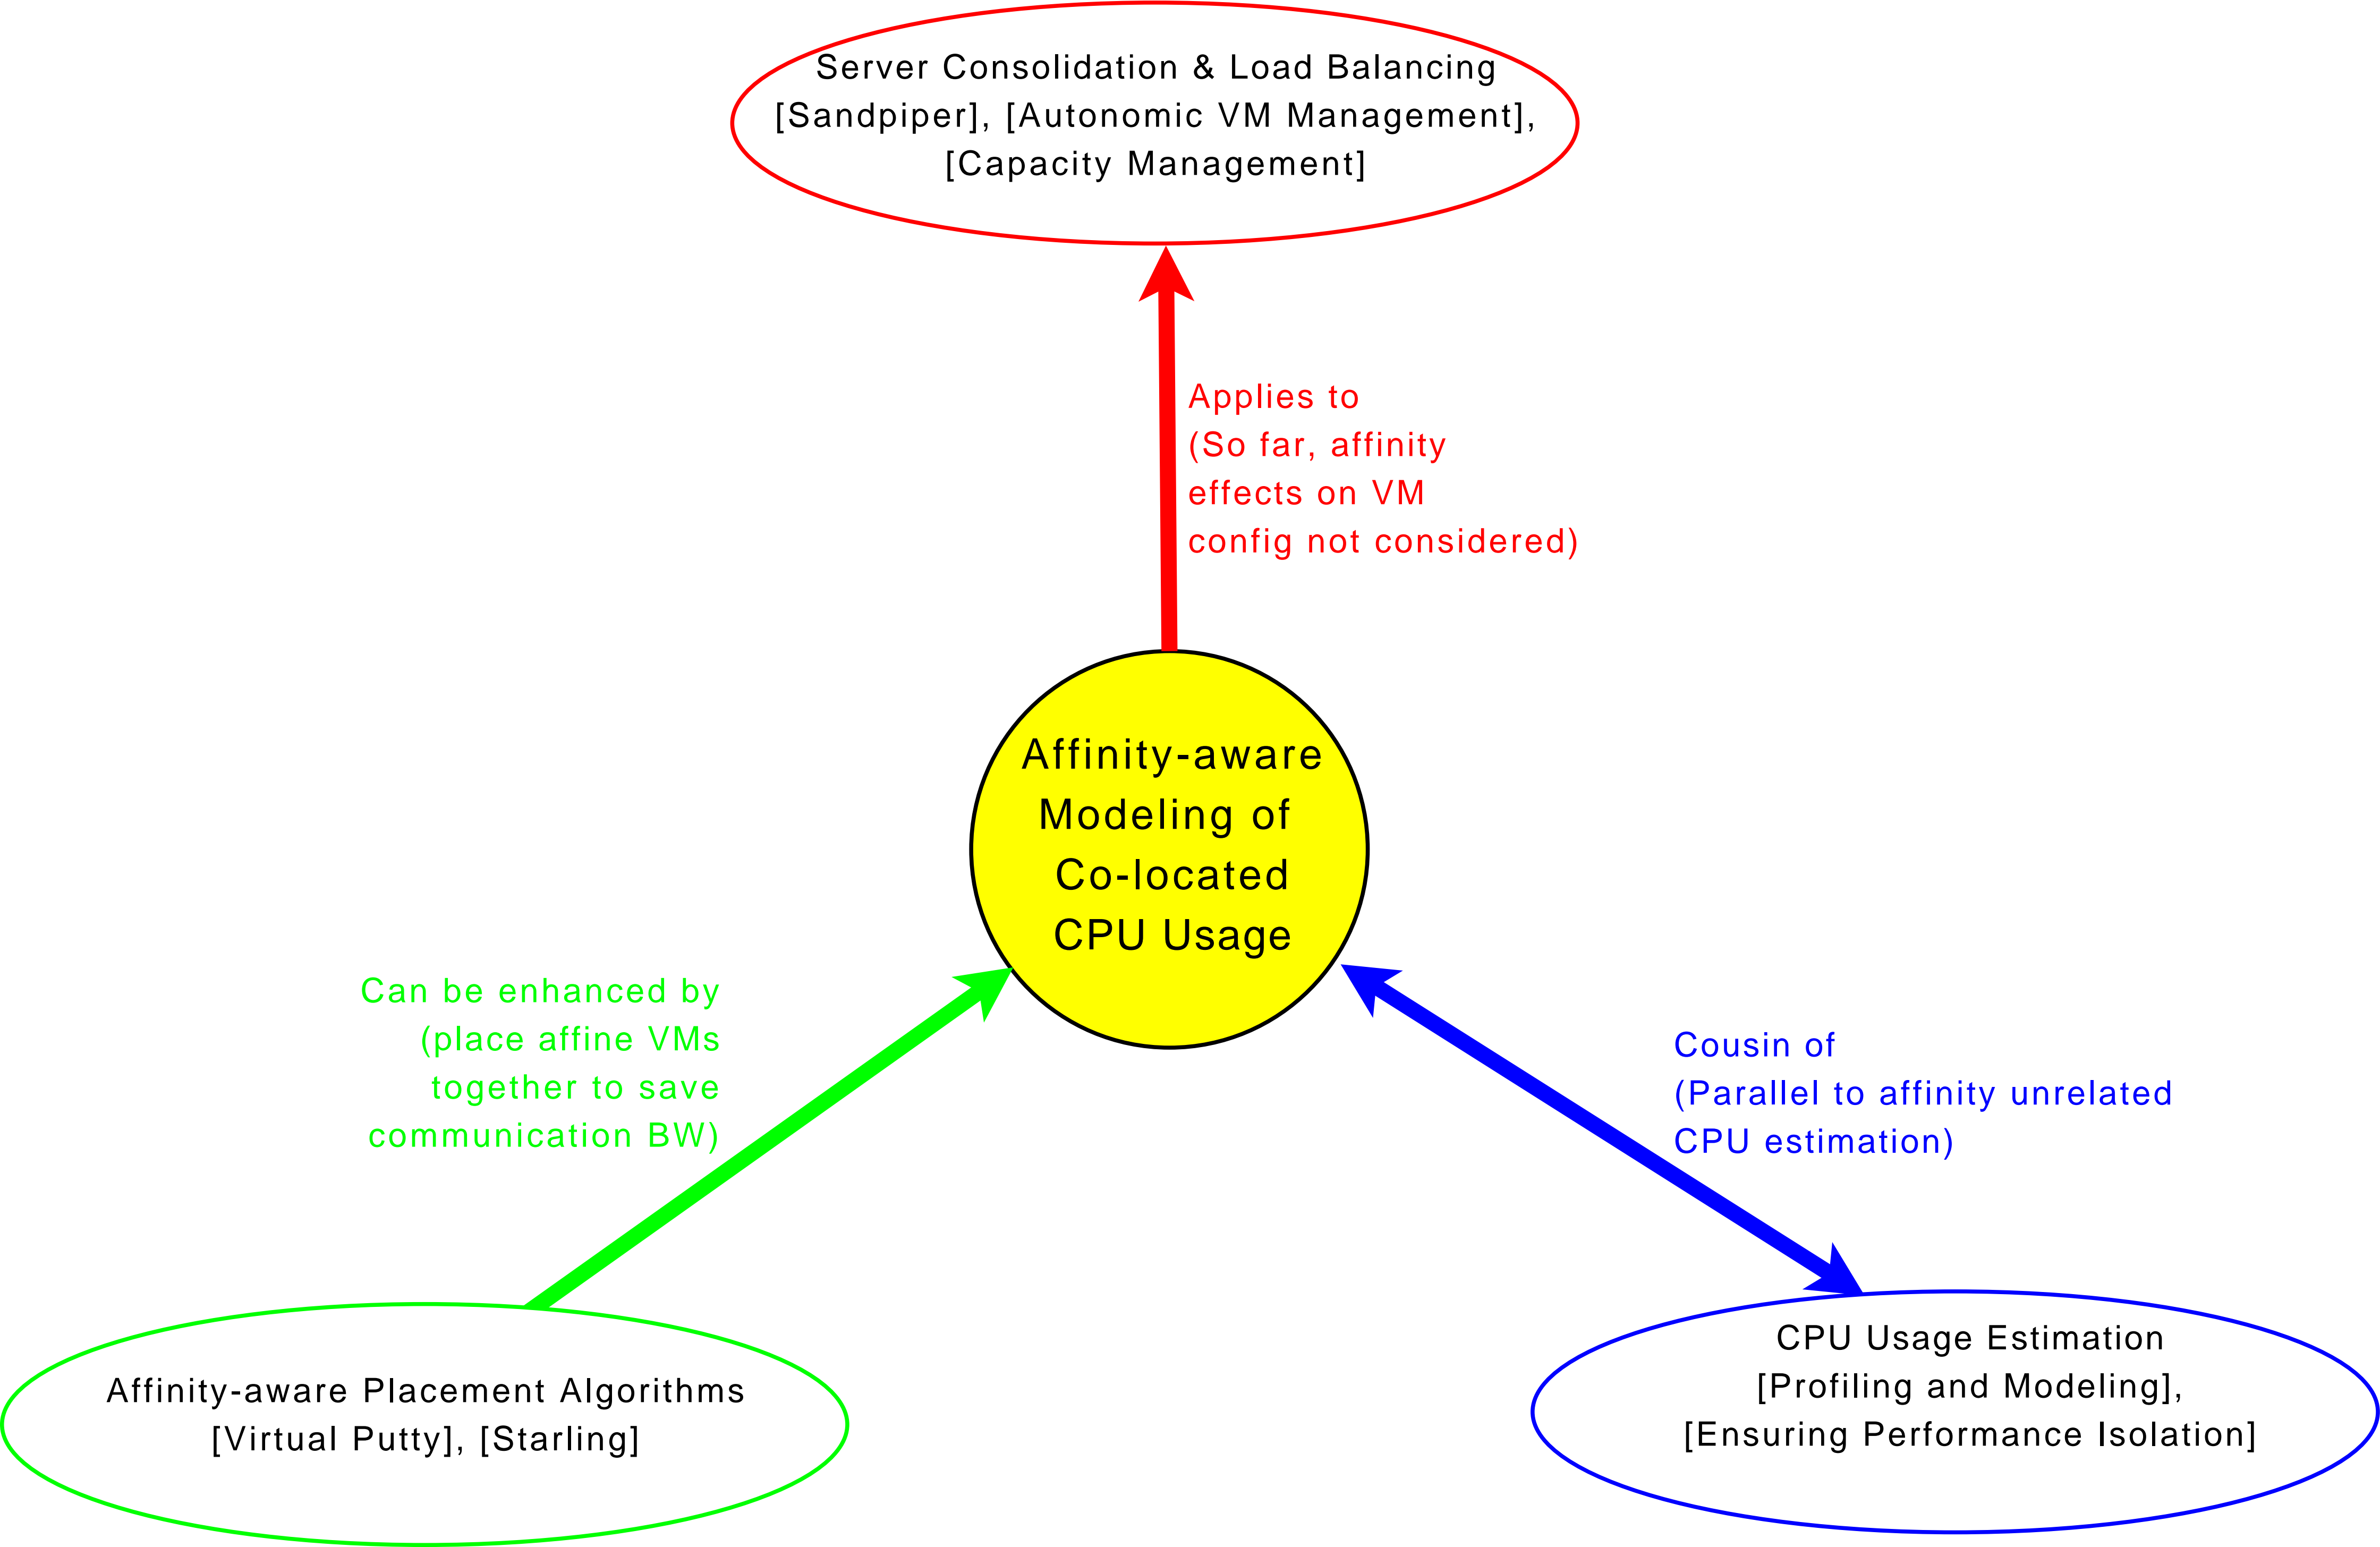 Server Consolidation & Load Balancing
[Sandpiper], [Autonomic VM Management],
[Capacity Management]
Applies to
(So far, affinity
effects on VM
config not considered)
Affinity-aware
Modeling of
Co-located
CPU Usage
Can be enhanced by
(place affine VMs
together to save
communication BW)
Cousin of
(Parallel to affinity unrelated
CPU estimation)
Affinity-aware Placement Algorithms
[Virtual Putty], [Starling]
CPU Usage Estimation
[Profiling and Modeling],
[Ensuring Performance Isolation]